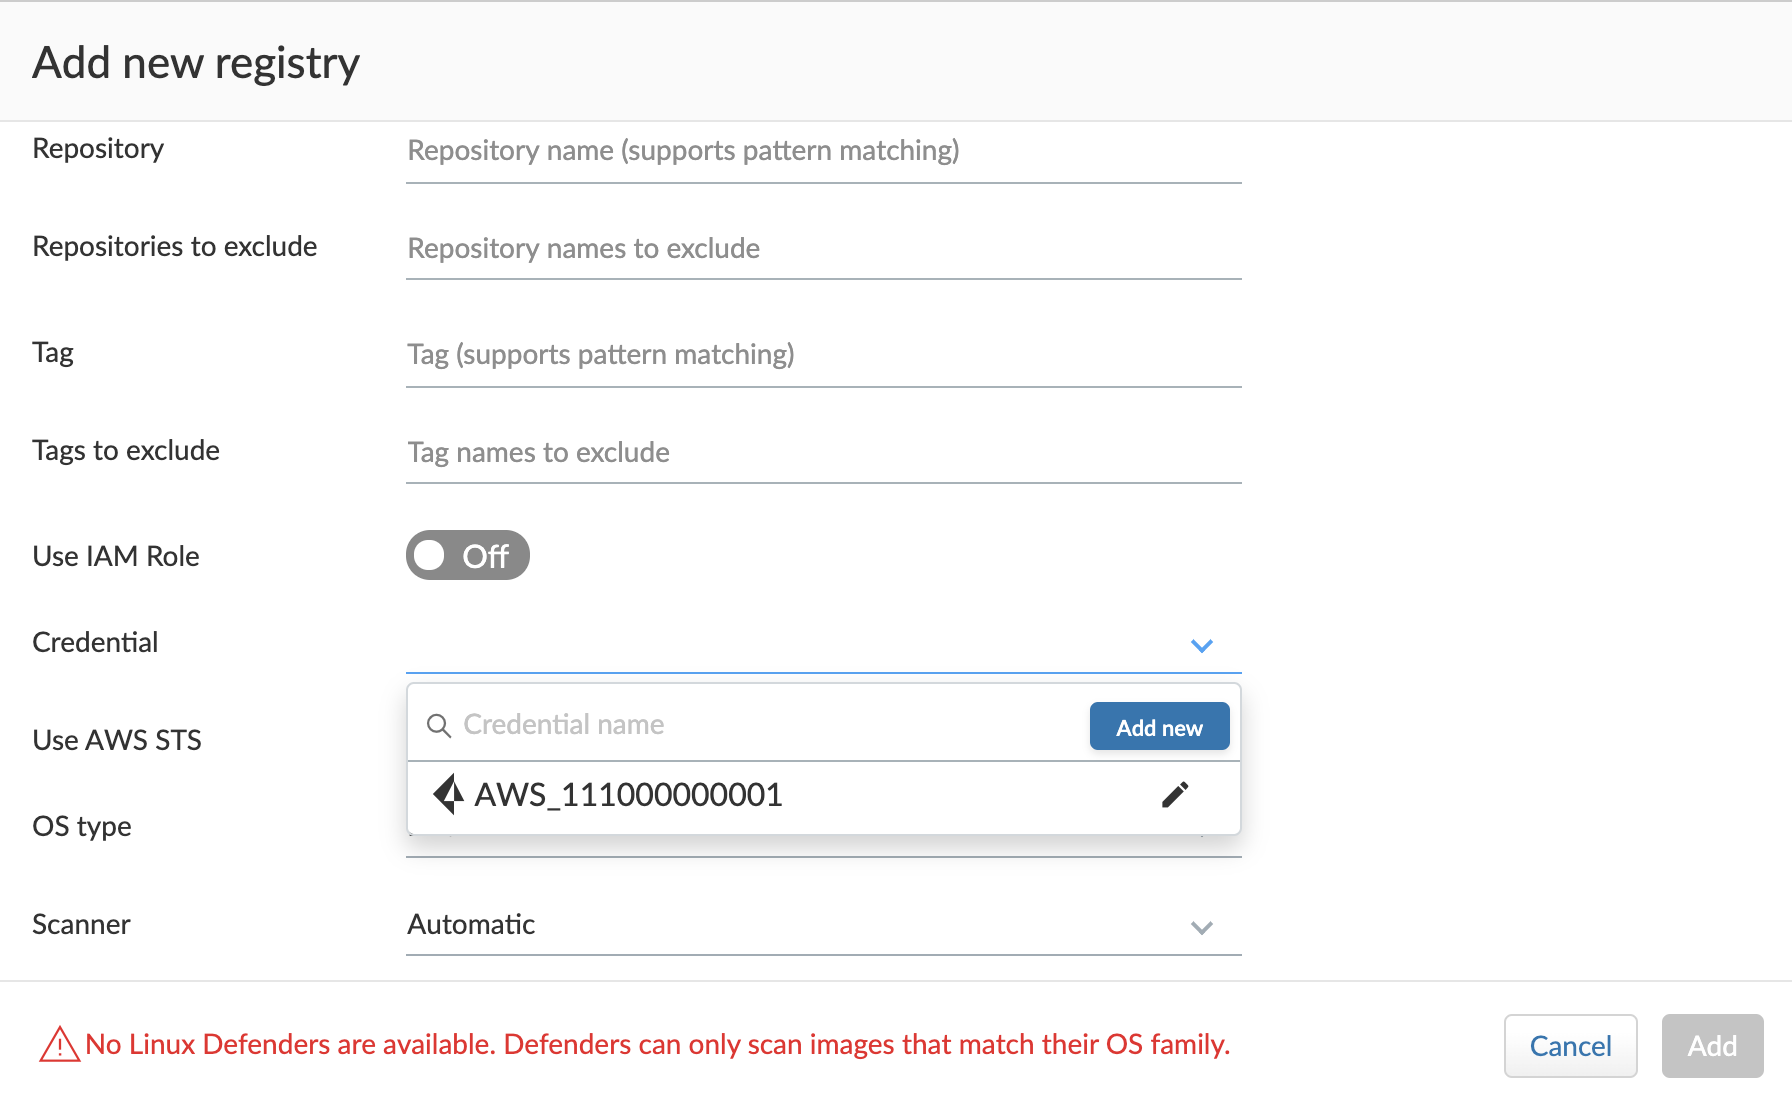 Add new registry
Repository
Repository name (supports pattern matching)
Repositories to exclude
Repository names to exclude
Tag
Tag (supports pattern matching)
Tags to exclude
Tag names to exclude
Use IAM Role
Off
Credential
Credential name
Add new
Use AWS STS
AWS_111000000001
OS type
Scanner
Automatic
No Linux Defenders are available. Defenders can only scan images that match their OS family.
Cancel
Add